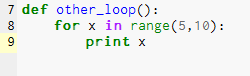 7 def other_loop():
8     for x in range(5,10):
9         print x